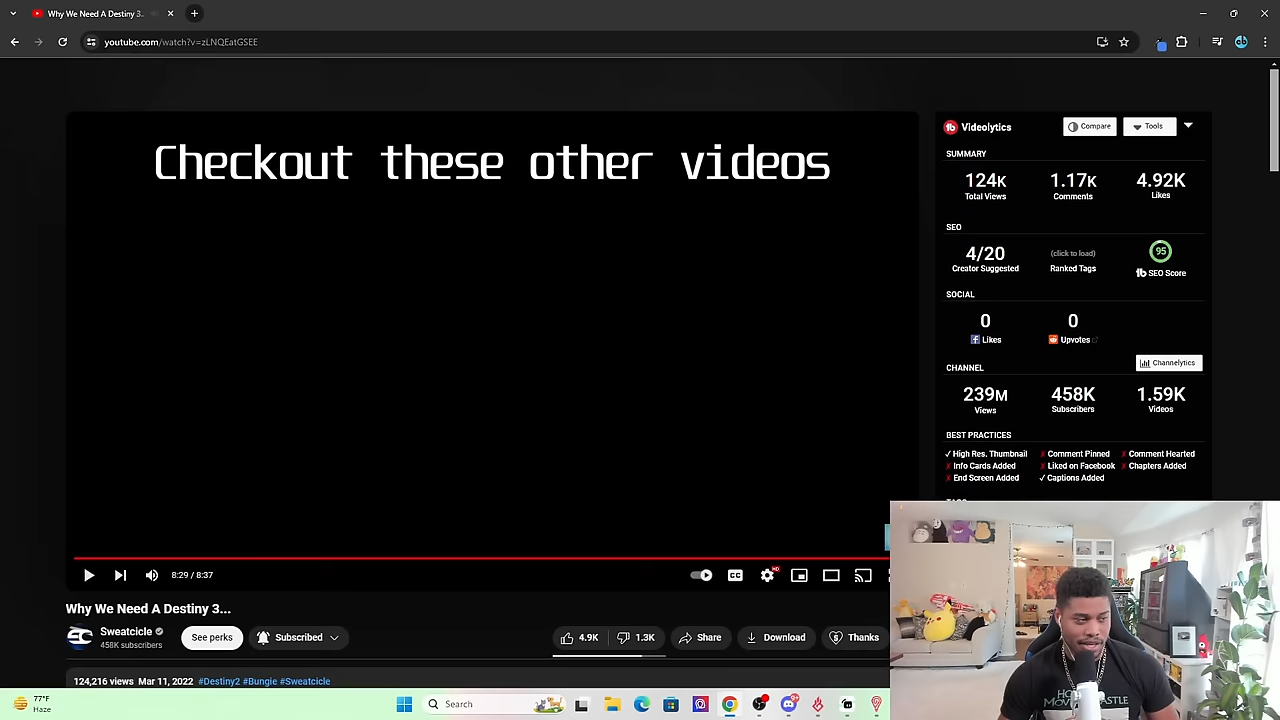 Why We Need A Destiny 3..
youtube.com/watch?v=zLNQEatGSEE
Checkout these other videos
Videolytics
Compare
Tools
SUMMARY
124K
1.17K
4.92K
Total Views
Comments
Likes
SEO
4/20
(click to load)
95
Creator Suggested
Ranked Tags
SEO Score
SOCIAL
0
0
Likes
Upvotes
CHANNEL
Channelytics
239M
458K
1.59K
Views
Subscribers
Videos
BEST PRACTICES
✓ High Res. Thumbnail
✗ Comment Pinned
✗ Comment Hearted
✗ Info Cards Added
✗ Liked on Facebook
✗ Chapters Added
✗ End Screen Added
✓ Captions Added
8:29 / 8:37
CC
HD
Why We Need A Destiny 3...
Sweatcicle
458K subscribers
See perks
Subscribed
4.9K
1.3K
Share
Download
Thanks
124,216 views Mar 11, 2022 #Destiny2 #Bungie #Sweatcicle
77°F
Haze
Search